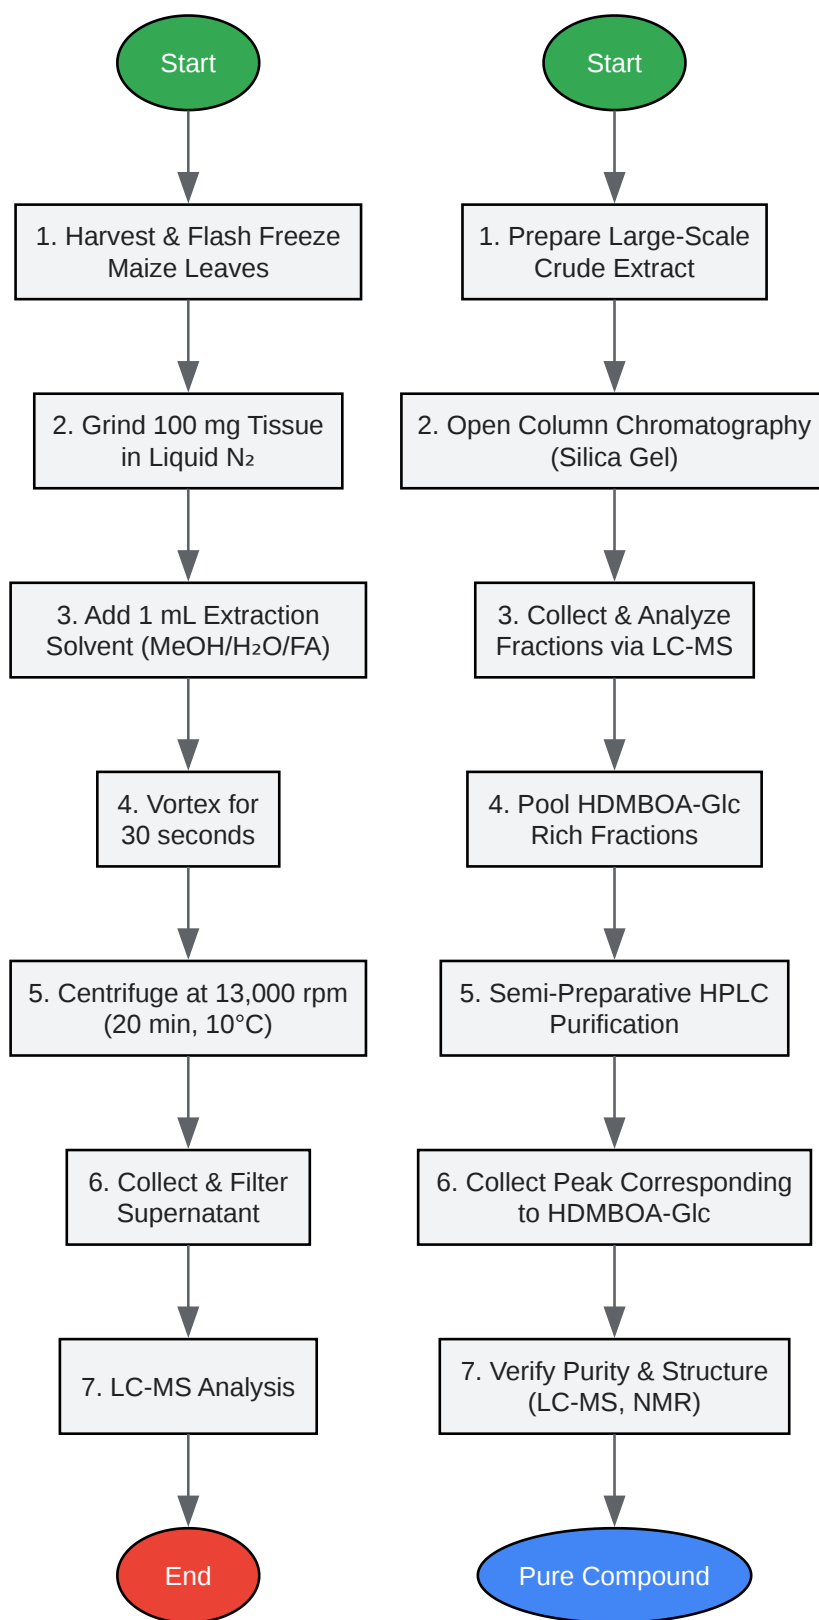 Start
1. Harvest & Flash Freeze
Maize Leaves
2. Grind 100 mg Tissue
in Liquid N₂
3. Add 1 mL Extraction
Solvent (MeOH/H₂O/FA)
4. Vortex for
30 seconds
5. Centrifuge at 13,000 rpm
(20 min, 10°C)
6. Collect & Filter
Supernatant
7. LC-MS Analysis
End
Start
1. Prepare Large-Scale
Crude Extract
2. Open Column Chromatography
(Silica Gel)
3. Collect & Analyze
Fractions via LC-MS
4. Pool HDMBOA-Glc
Rich Fractions
5. Semi-Preparative HPLC
Purification
6. Collect Peak Corresponding
to HDMBOA-Glc
7. Verify Purity & Structure
(LC-MS, NMR)
Pure Compound